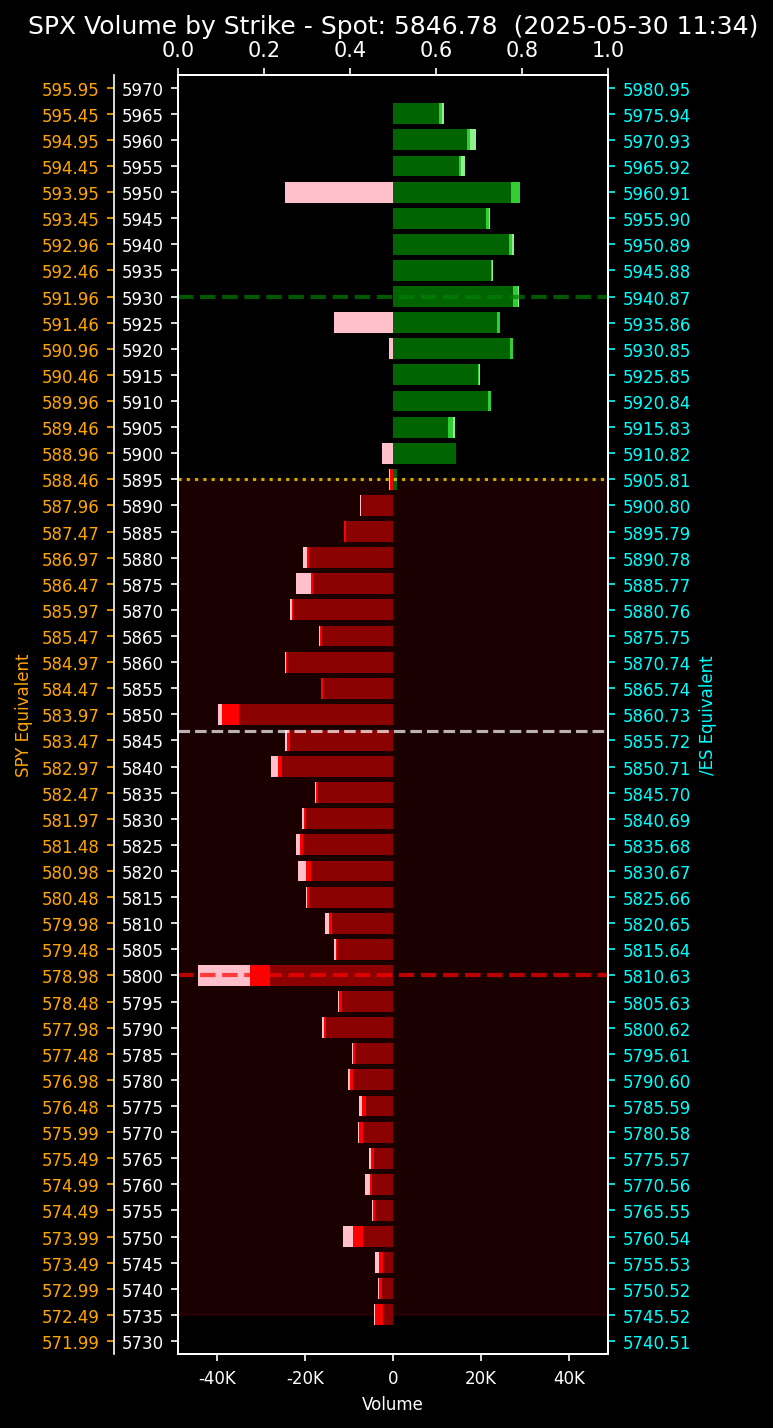 SPX Volume by Strike - Spot: 5846.78 (2025-05-30 11:34)
0.0 0.2 0.4 0.6 0.8 1.0
595.95 5970 5980.95
595.45 5965 5975.94
594.95 5960 5970.93
594.45 5955 5965.92
593.95 5950 5960.91
593.45 5945 5955.90
592.96 5940 5950.89
592.46 5935 5945.88
591.96 5930 5940.87
591.46 5925 5935.86
590.96 5920 5930.85
590.46 5915 5925.85
589.96 5910 5920.84
589.46 5905 5915.83
588.96 5900 5910.82
588.46 5895 5905.81
587.96 5890 5900.80
587.47 5885 5895.79
586.97 5880 5890.78
586.47 5875 5885.77
585.97 5870 5880.76
585.47 5865 5875.75
584.97 5860 5870.74
584.47 5855 5865.74
583.97 5850 5860.73
583.47 5845 5855.72
582.97 5840 5850.71
582.47 5835 5845.70
581.97 5830 5840.69
581.48 5825 5835.68
580.98 5820 5830.67
580.48 5815 5825.66
579.98 5810 5820.65
579.48 5805 5815.64
578.98 5800 5810.63
578.48 5795 5805.63
577.98 5790 5800.62
577.48 5785 5795.61
576.98 5780 5790.60
576.48 5775 5785.59
575.99 5770 5780.58
575.49 5765 5775.57
574.99 5760 5770.56
574.49 5755 5765.55
573.99 5750 5760.54
573.49 5745 5755.53
572.99 5740 5750.52
572.49 5735 5745.52
571.99 5730 5740.51
SPY Equivalent
/ES Equivalent
-40K -20K 0 20K 40K
Volume